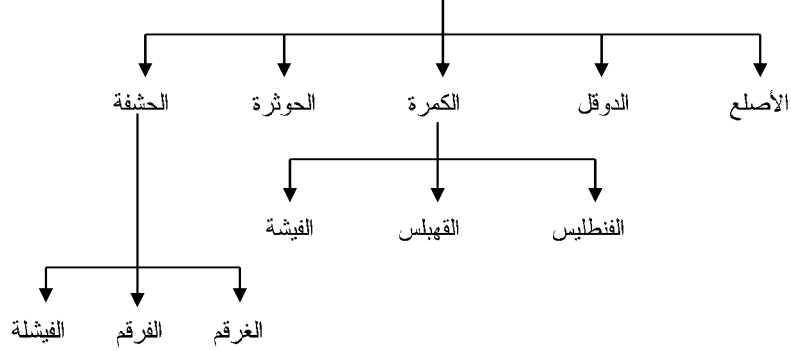 الأصلع الدوقل الكمرة الحوثرة الحشفة
الفنطليس القهبلس الفيشة
الغرقم الفرقم الفيشلة